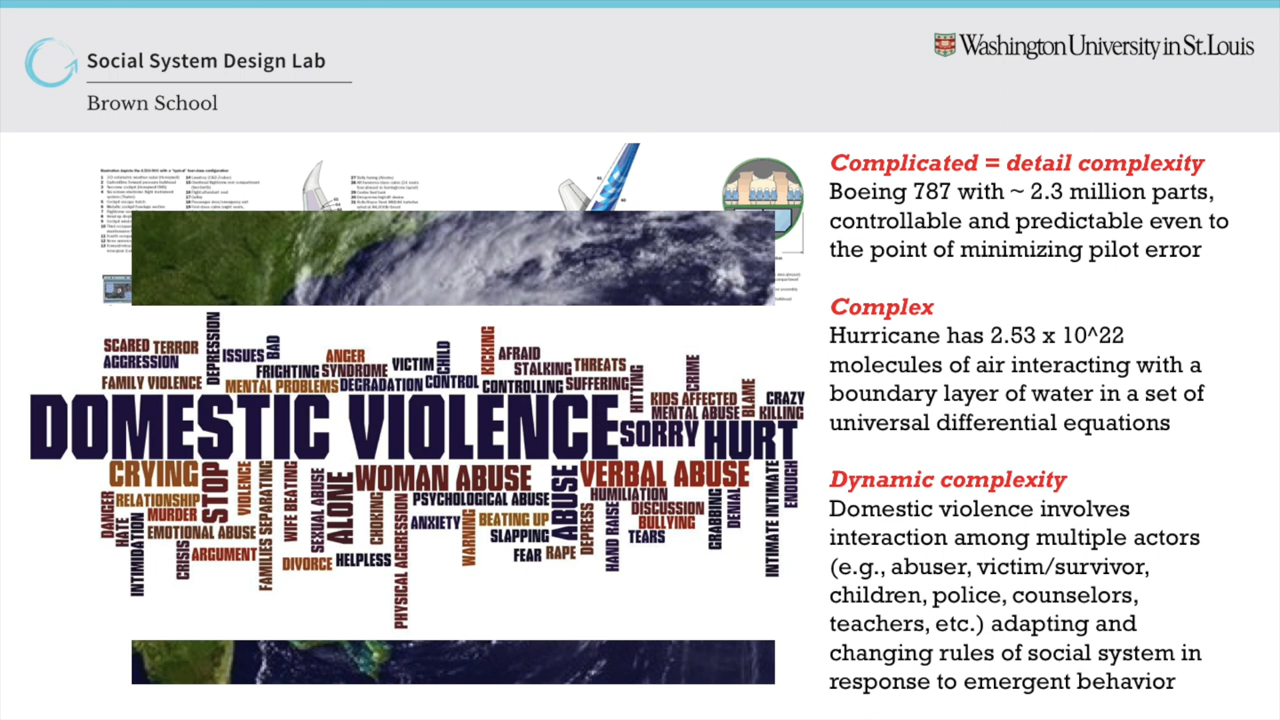 Social System Design Lab
Brown School
Washington University in St. Louis
Complicated = detail complexity
Boeing 787 with ~ 2.3 million parts,
controllable and predictable even to
the point of minimizing pilot error
Complex
Hurricane has 2.53 x 10^22
molecules of air interacting with a
boundary layer of water in a set of
universal differential equations
Dynamic complexity
Domestic violence involves
interaction among multiple actors
(e.g., abuser, victim/survivor,
children, police, counselors,
teachers, etc.) adapting and
changing rules of social system in
response to emergent behavior
SCARED
TERROR
DEPRESSION
ISSUES
BAD
ANGER
VICTIM
CHILD
KICKING
AFRAID
AGGRESSION
FRIGHTING
SYNDROME
STALKING
THREATS
CRIME
FAMILY VIOLENCE
MENTAL PROBLEMS
DEGRADATION
CONTROL
CONTROLLING
SUFFERING
HITTING
KIDS AFFECTED
BLAME
CRAZY
MENTAL ABUSE
KILLING
DOMESTIC VIOLENCE
SORRY
HURT
CRYING
STOP
VIOLENCE
FAMILIES SEPARATING
WIFE BEATING
SEXUAL ABUSE
ALONE
WOMAN ABUSE
ABUSE
VERBAL ABUSE
INTIMATE INTIMATE
ENOUGH
DANGER
HATE
RELATIONSHIP
CHOKING
PHYSICAL AGGRESSION
PSYCHOLOGICAL ABUSE
HUMILIATION
GRABBING
DENIAL
INTIMIDATION
MURDER
ANXIETY
WARNING
BEATING UP
DEPRESS
HAND RAISE
DISCUSSION
BULLYING
EMOTIONAL ABUSE
SLAPPING
TEARS
CRISIS
ARGUMENT
DIVORCE
HELPLESS
FEAR
RAPE